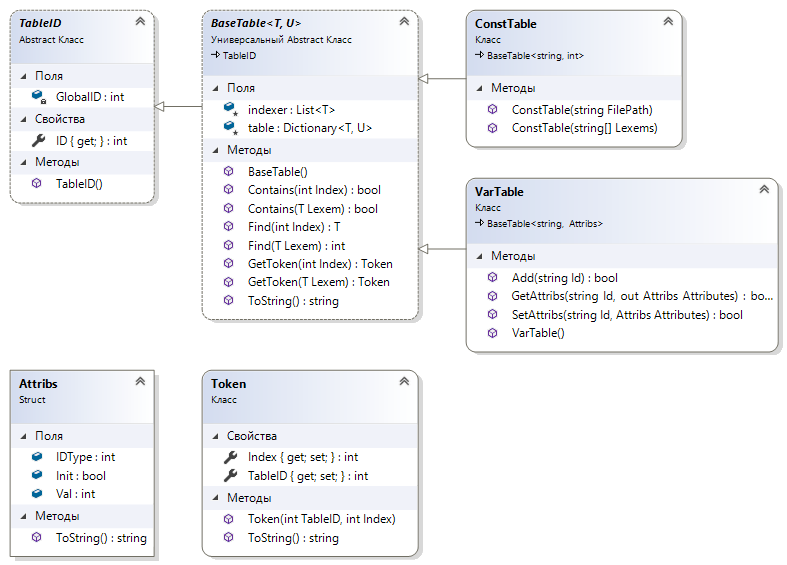 TableID
Abstract Класс
Поля
GlobalID : int
Свойства
ID { get; } : int
Методы
TableID()
BaseTable<T, U>
Универсальный Abstract Класс
TableID
Поля
indexer : List<T>
table : Dictionary<T, U>
Методы
BaseTable()
Contains(int Index) : bool
Contains(T Lexem) : bool
Find(int Index) : T
Find(T Lexem) : int
GetToken(int Index) : Token
GetToken(T Lexem) : Token
ToString() : string
ConstTable
Класс
BaseTable<string, int>
Методы
ConstTable(string FilePath)
ConstTable(string[] Lexems)
VarTable
Класс
BaseTable<string, Attribs>
Методы
Add(string Id) : bool
GetAttribs(string Id, out Attribs Attributes) : bo...
SetAttribs(string Id, Attribs Attributes) : bool
VarTable()
Attribs
Struct
Поля
IDType : int
Init : bool
Val : int
Методы
ToString() : string
Token
Класс
Свойства
Index { get; set; } : int
TableID { get; set; } : int
Методы
Token(int TableID, int Index)
ToString() : string